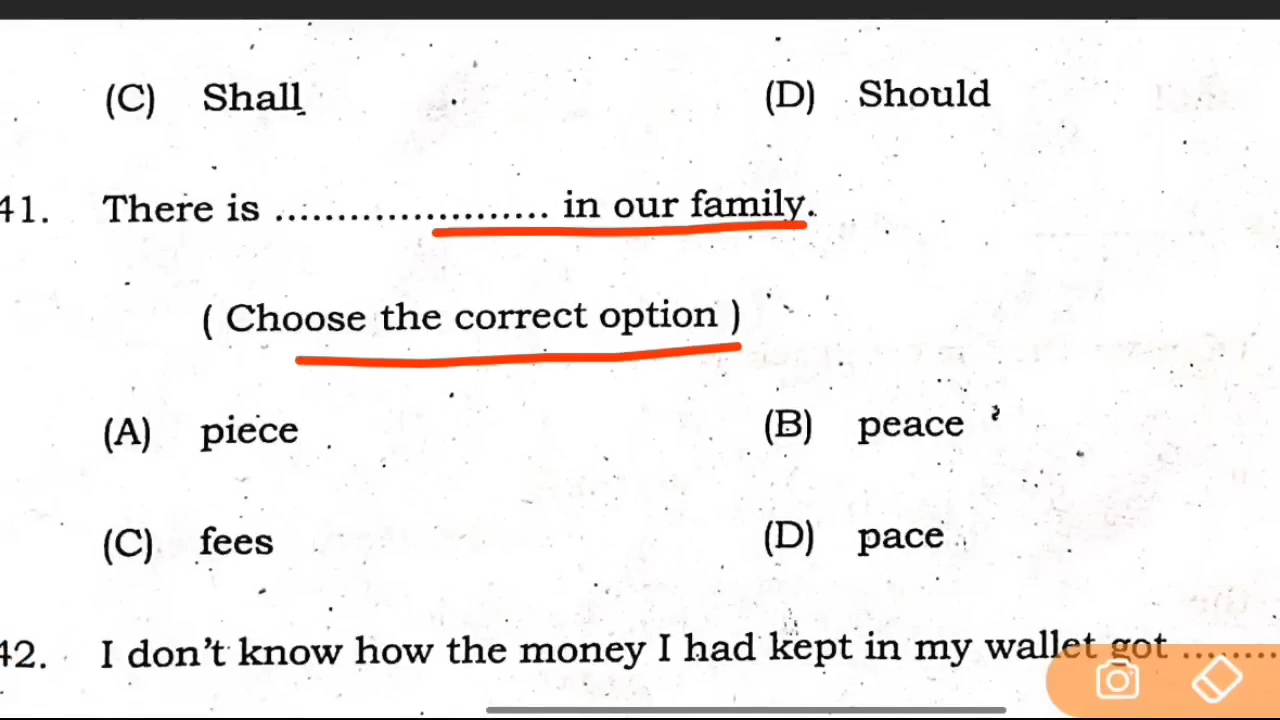 (C) Shall (D) Should
41. There is ...................... in our family.
( Choose the correct option )
(A) piece (B) peace
(C) fees (D) pace
42. I don't know how the money I had kept in my wallet got ........